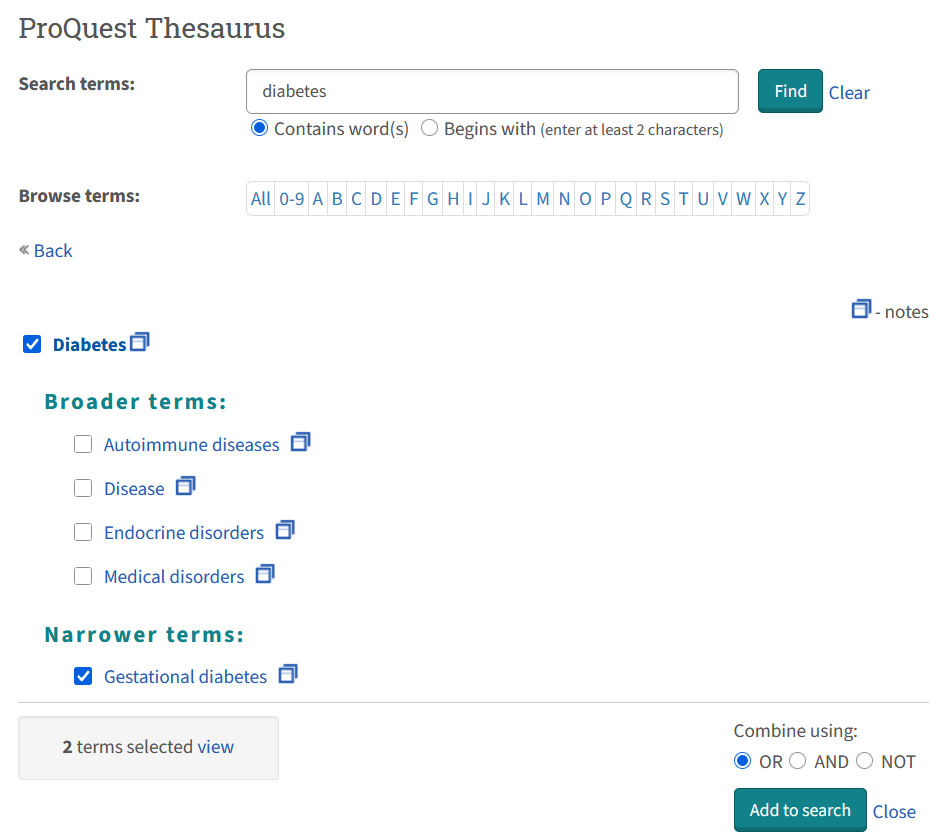 ProQuest Thesaurus
Search terms:
diabetes
Find Clear
Contains word(s) Begins with (enter at least 2 characters)
Browse terms:
All 0-9 A B C D E F G H I J K L M N O P Q R S T U V W X Y Z
« Back
- notes
Diabetes
Broader terms:
Autoimmune diseases
Disease
Endocrine disorders
Medical disorders
Narrower terms:
Gestational diabetes
2 terms selected view
Combine using:
OR AND NOT
Add to search Close